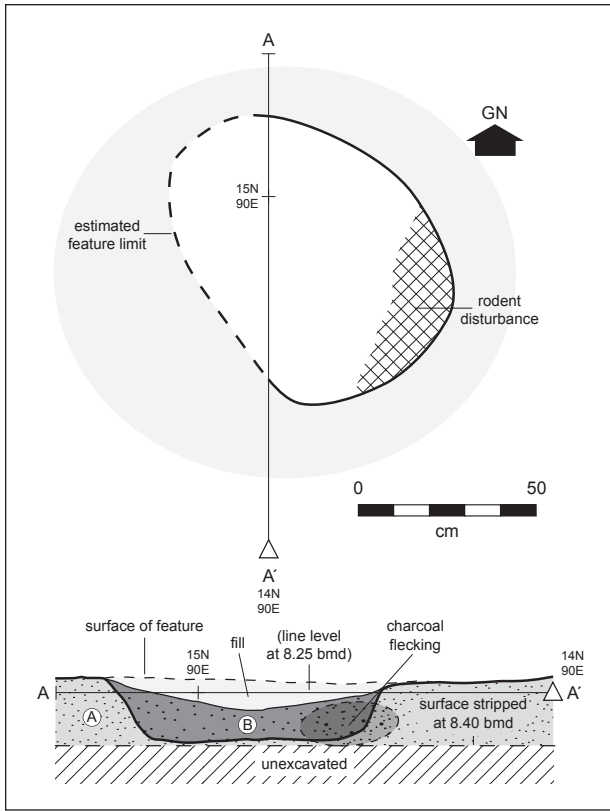 A
GN
15N
90E
estimated
feature limit
rodent
disturbance
0
50
cm
A′
14N
90E
surface of feature
15N
90E
fill
(line level
at 8.25 bmd)
charcoal
flecking
14N
90E
A
A′
A
B
surface stripped
at 8.40 bmd
unexcavated